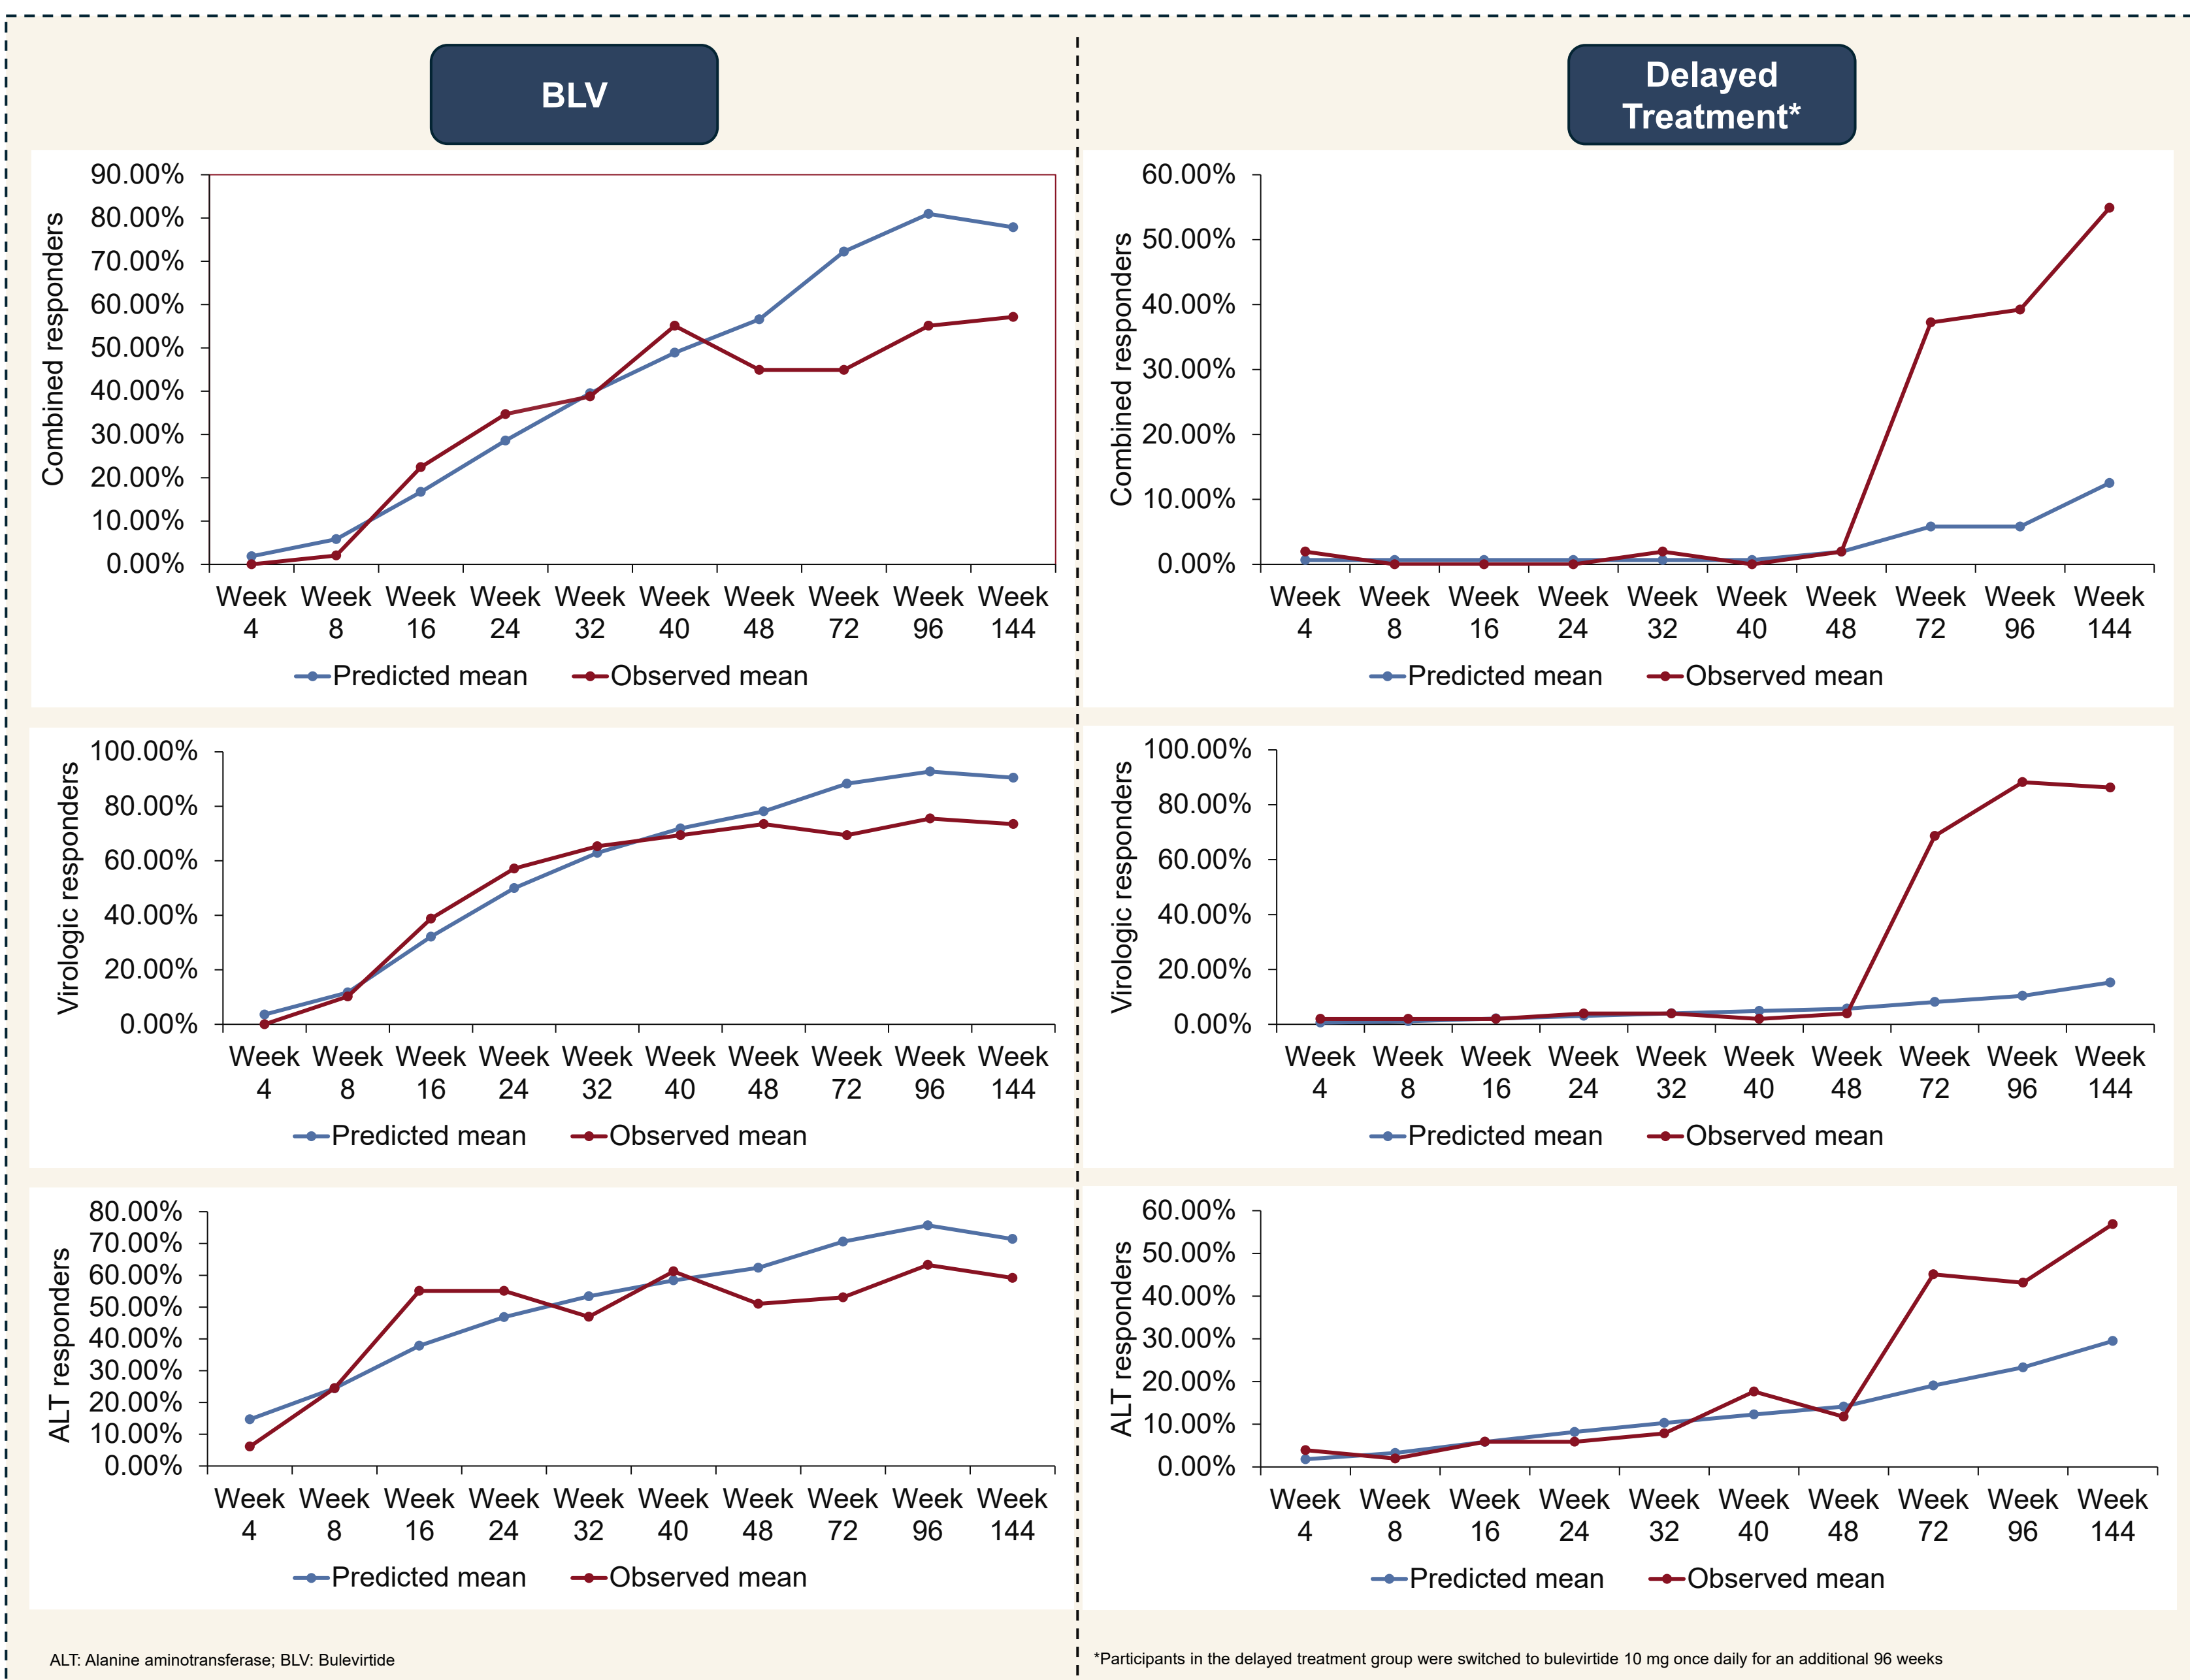 BLV
Delayed
Treatment*
Combined responders
90.00%
80.00%
70.00%
60.00%
50.00%
40.00%
30.00%
20.00%
10.00%
0.00%
Week Week Week Week Week Week Week Week Week Week
4 8 16 24 32 40 48 72 96 144
Predicted mean Observed mean
Combined responders
60.00%
50.00%
40.00%
30.00%
20.00%
10.00%
0.00%
Week Week Week Week Week Week Week Week Week Week
4 8 16 24 32 40 48 72 96 144
Predicted mean Observed mean
Virologic responders
100.00%
80.00%
60.00%
40.00%
20.00%
0.00%
Week Week Week Week Week Week Week Week Week Week
4 8 16 24 32 40 48 72 96 144
Predicted mean Observed mean
Virologic responders
100.00%
80.00%
60.00%
40.00%
20.00%
0.00%
Week Week Week Week Week Week Week Week Week Week
4 8 16 24 32 40 48 72 96 144
Predicted mean Observed mean
ALT responders
80.00%
70.00%
60.00%
50.00%
40.00%
30.00%
20.00%
10.00%
0.00%
Week Week Week Week Week Week Week Week Week Week
4 8 16 24 32 40 48 72 96 144
Predicted mean Observed mean
ALT responders
60.00%
50.00%
40.00%
30.00%
20.00%
10.00%
0.00%
Week Week Week Week Week Week Week Week Week Week
4 8 16 24 32 40 48 72 96 144
Predicted mean Observed mean
ALT: Alanine aminotransferase; BLV: Bulevirtide
*Participants in the delayed treatment group were switched to bulevirtide 10 mg once daily for an additional 96 weeks